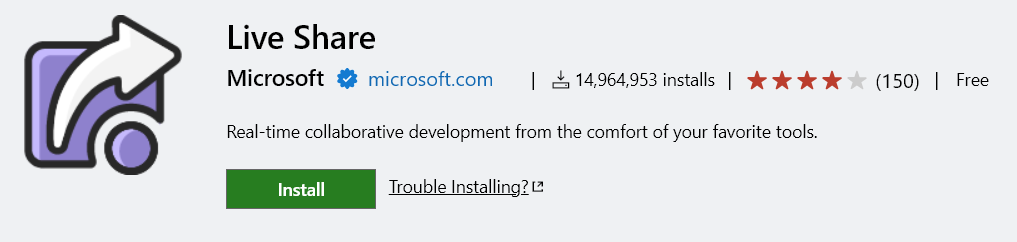 Live Share
Microsoft microsoft.com | 14,964,953 installs | (150) | Free
Real-time collaborative development from the comfort of your favorite tools.
Install Trouble Installing?